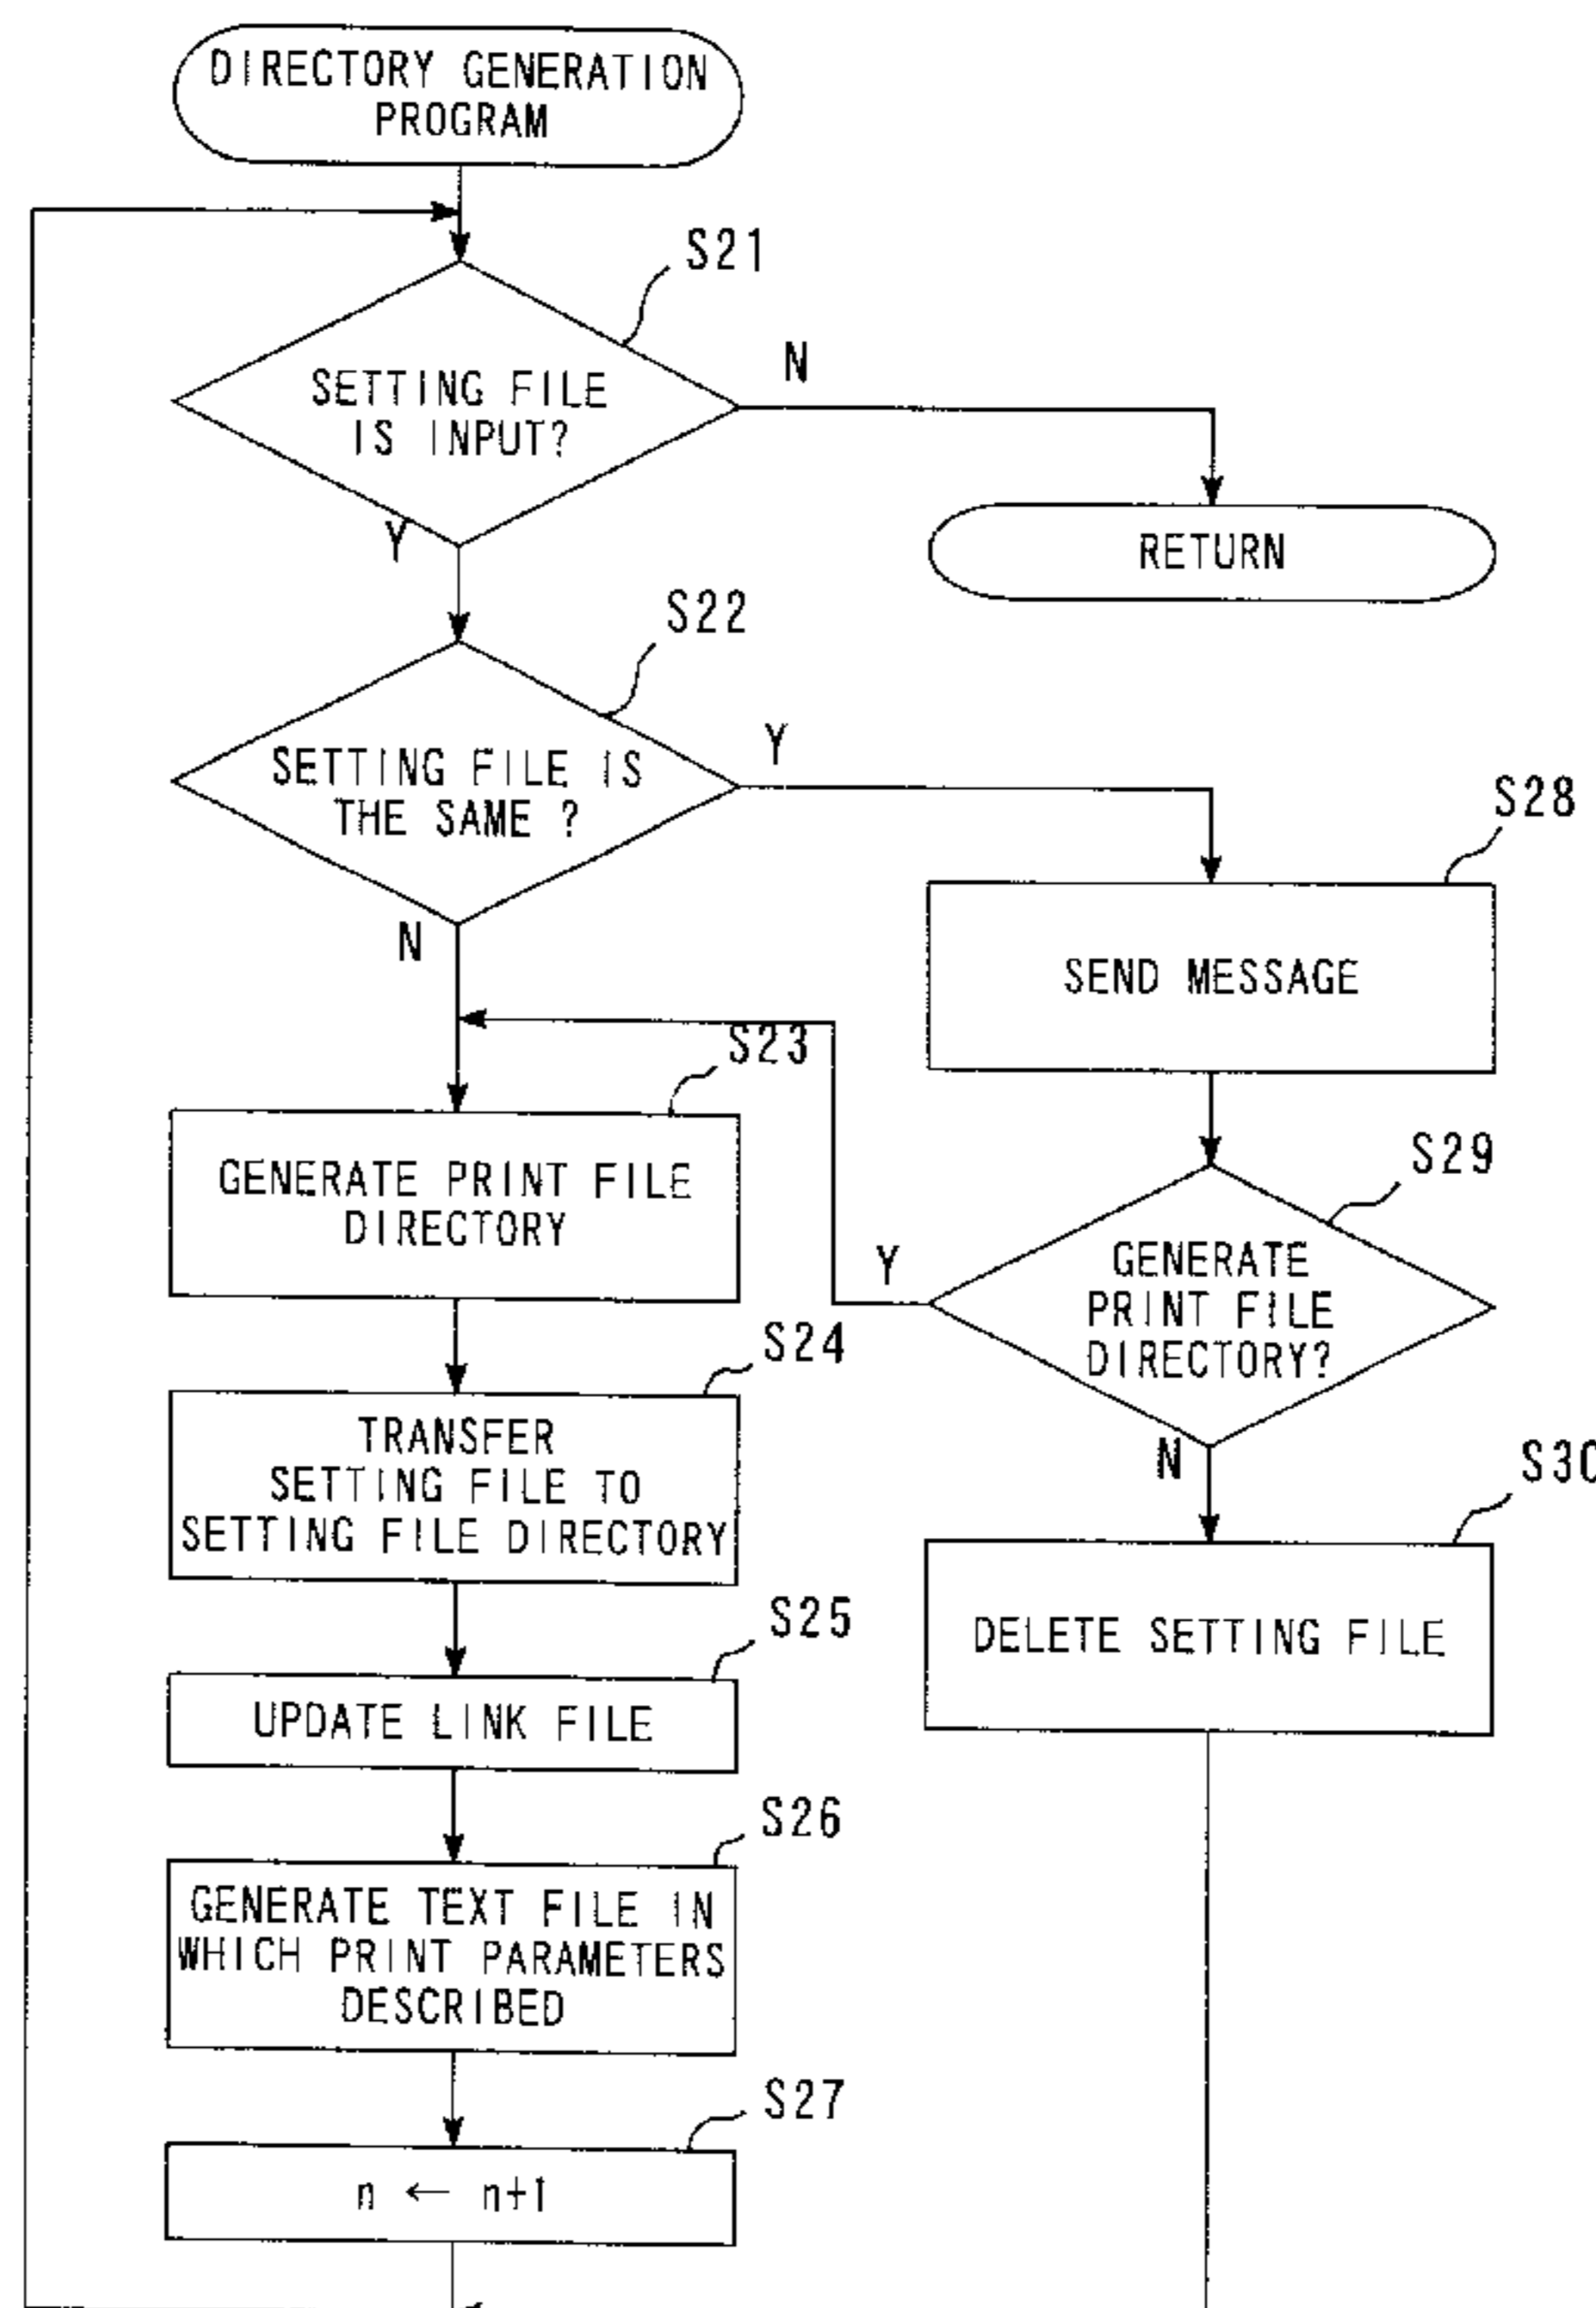 DIRECTORY GENERATION
PROGRAM
S21
SETTING FILE
IS INPUT?
N
Y
RETURN
S22
SETTING FILE IS
THE SAME ?
Y
N
S28
SEND MESSAGE
S23
GENERATE PRINT FILE
DIRECTORY
S29
GENERATE
PRINT FILE
DIRECTORY?
Y
N
S24
TRANSFER
SETTING FILE TO
SETTING FILE DIRECTORY
S30
DELETE SETTING FILE
S25
UPDATE LINK FILE
S26
GENERATE TEXT FILE IN
WHICH PRINT PARAMETERS
DESCRIBED
S27
n ← n+1